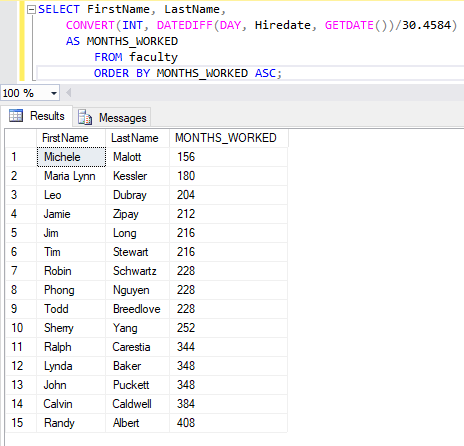 SELECT FirstName, LastName,
CONVERT(INT, DATEDIFF(DAY, Hiredate, GETDATE())/30.4584)
AS MONTHS_WORKED
FROM faculty
ORDER BY MONTHS_WORKED ASC;
100 %
Results Messages
FirstName LastName MONTHS_WORKED
1 Michele Malott 156
2 Maria Lynn Kessler 180
3 Leo Dubray 204
4 Jamie Zipay 212
5 Jim Long 216
6 Tim Stewart 216
7 Robin Schwartz 228
8 Phong Nguyen 228
9 Todd Breedlove 228
10 Sherry Yang 252
11 Ralph Carestia 344
12 Lynda Baker 348
13 John Puckett 348
14 Calvin Caldwell 384
15 Randy Albert 408